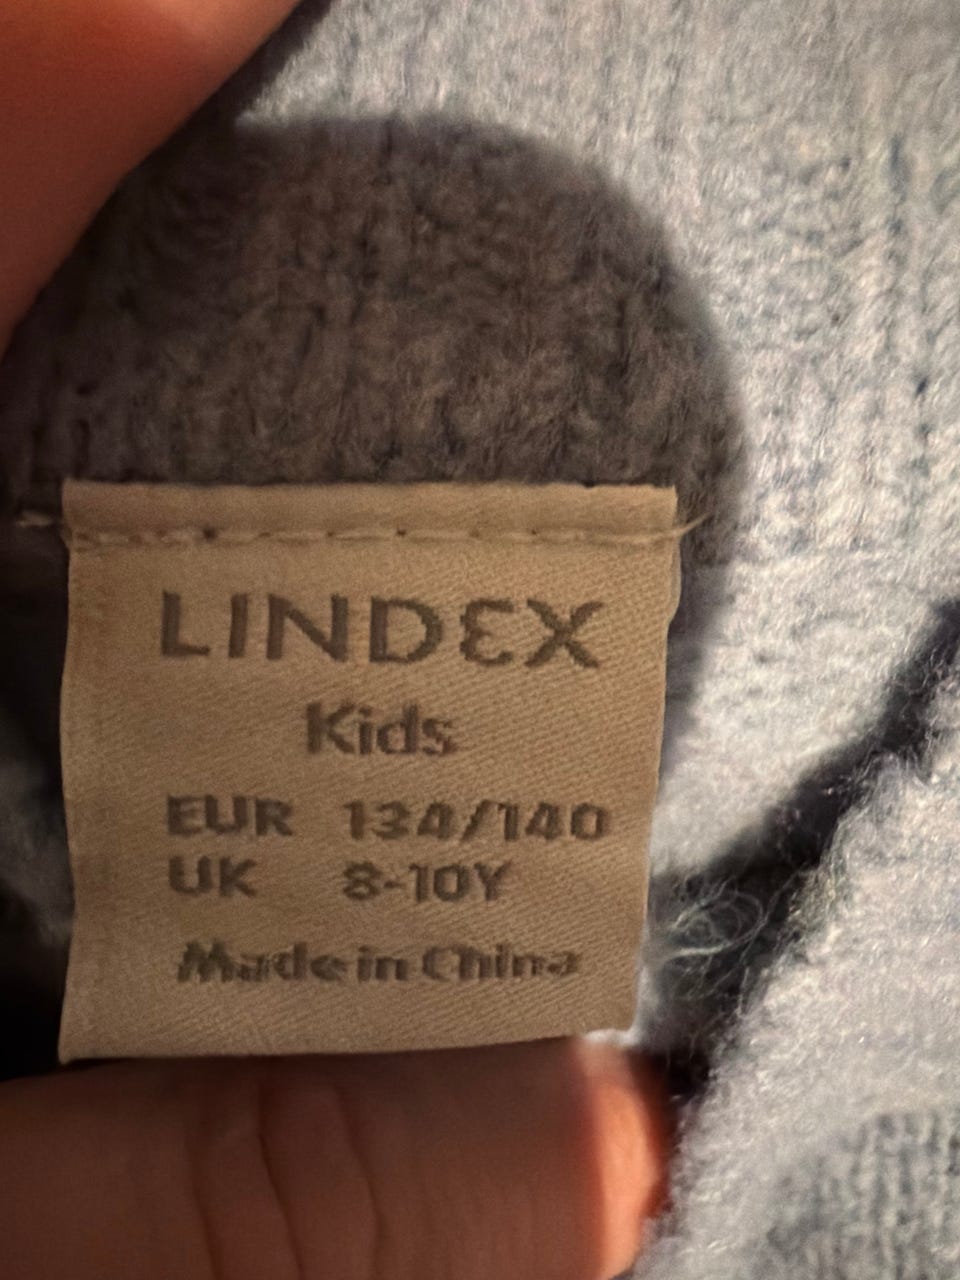 LINDEX
Kids
EUR 134/140
UK 8-10Y
Made in China